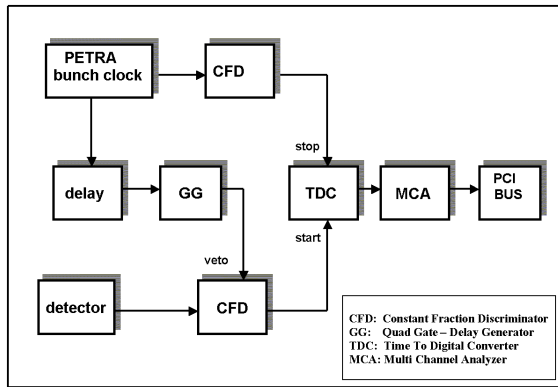 PETRA
bunch clock
CFD
stop
delay
GG
TDC
MCA
PCI
BUS
start
veto
detector
CFD
CFD: Constant Fraction Discriminator
GG: Quad Gate – Delay Generator
TDC: Time To Digital Converter
MCA: Multi Channel Analyzer